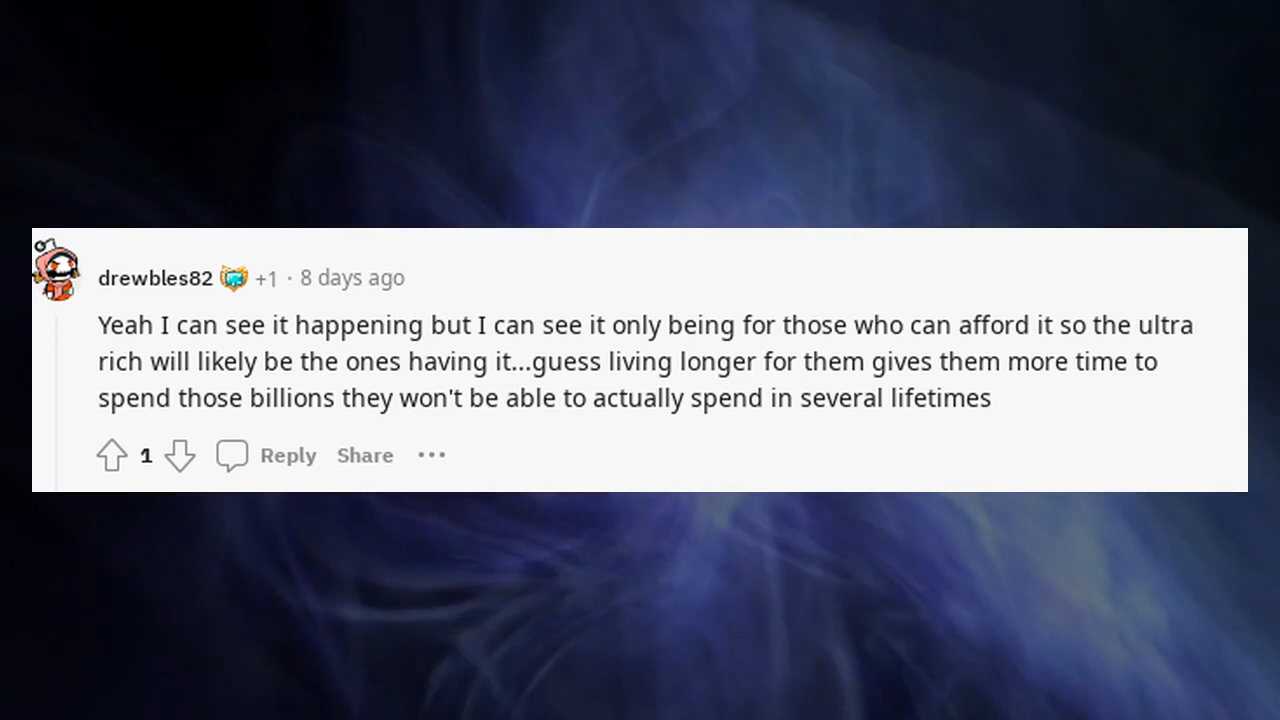 drewbles82 +1 · 8 days ago
Yeah I can see it happening but I can see it only being for those who can afford it so the ultra
rich will likely be the ones having it...guess living longer for them gives them more time to
spend those billions they won't be able to actually spend in several lifetimes
1 Reply Share ···